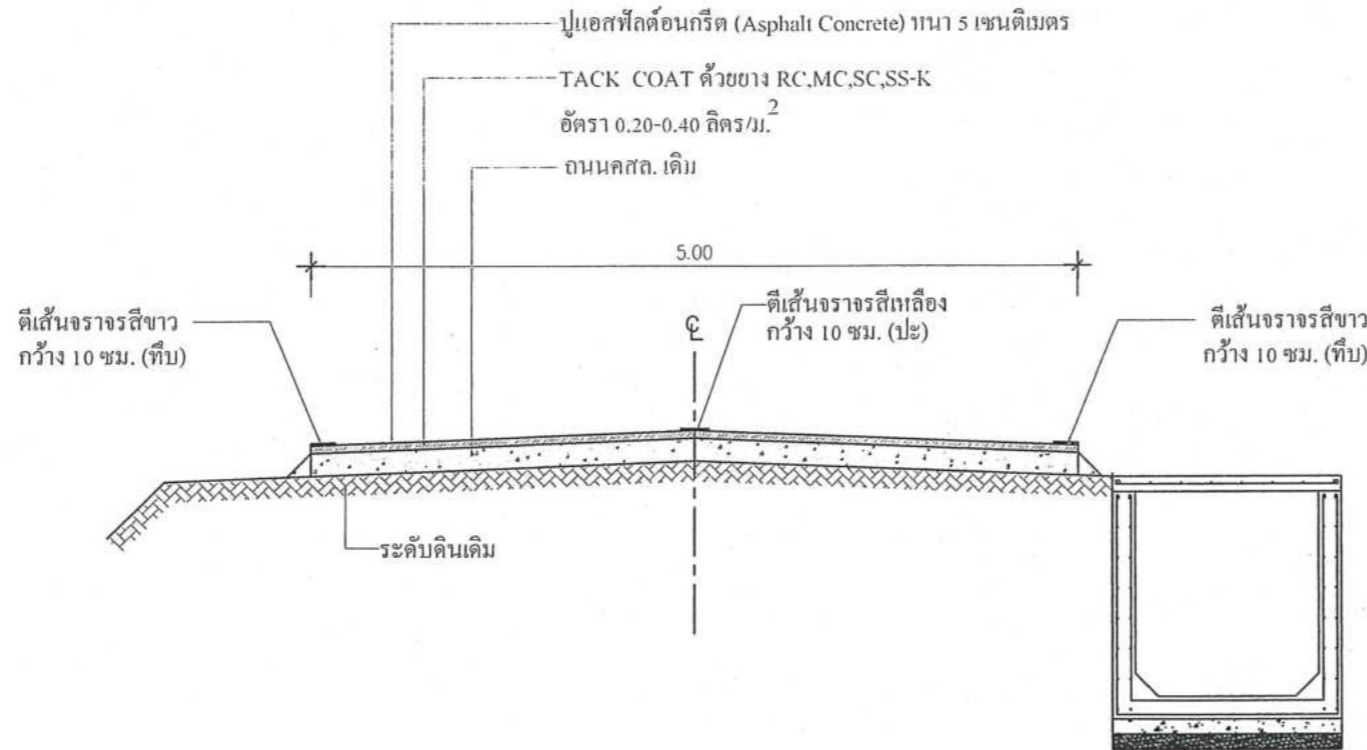 ปูแอสฟัลต์อนกรีต (Asphalt Concrete) หนา 5 เซนติเมตร
TACK COAT ด้วยยาง RC,MC,SC,SS-K
อัตรา 0.20-0.40 ลิตร/ม.²
ถนนคสล. เดิม
5.00
ตีเส้นจราจรสีขาว
กว้าง 10 ซม. (ทึบ)
℄
ตีเส้นจราจรสีเหลือง
กว้าง 10 ซม. (ปะ)
ตีเส้นจราจรสีขาว
กว้าง 10 ซม. (ทึบ)
ระดับดินเดิม